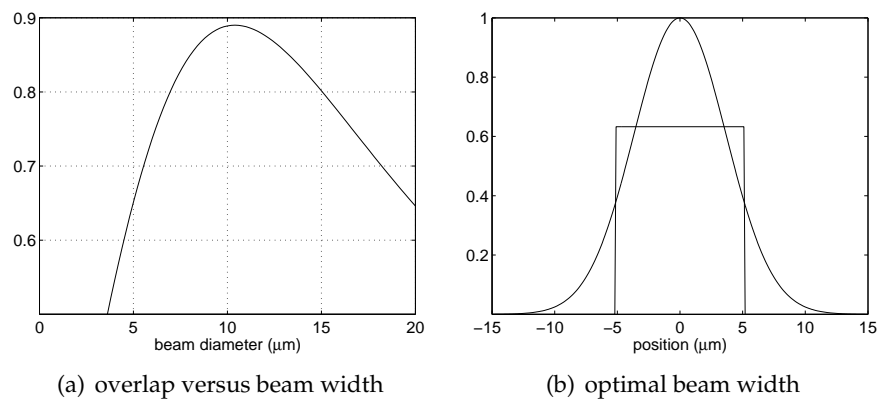 0.9
0.8
0.7
0.6
0 5 10 15 20
beam diameter (μm)
(a) overlap versus beam width
1
0.8
0.6
0.4
0.2
−15 −10 −5 0 5 10 15
position (μm)
(b) optimal beam width